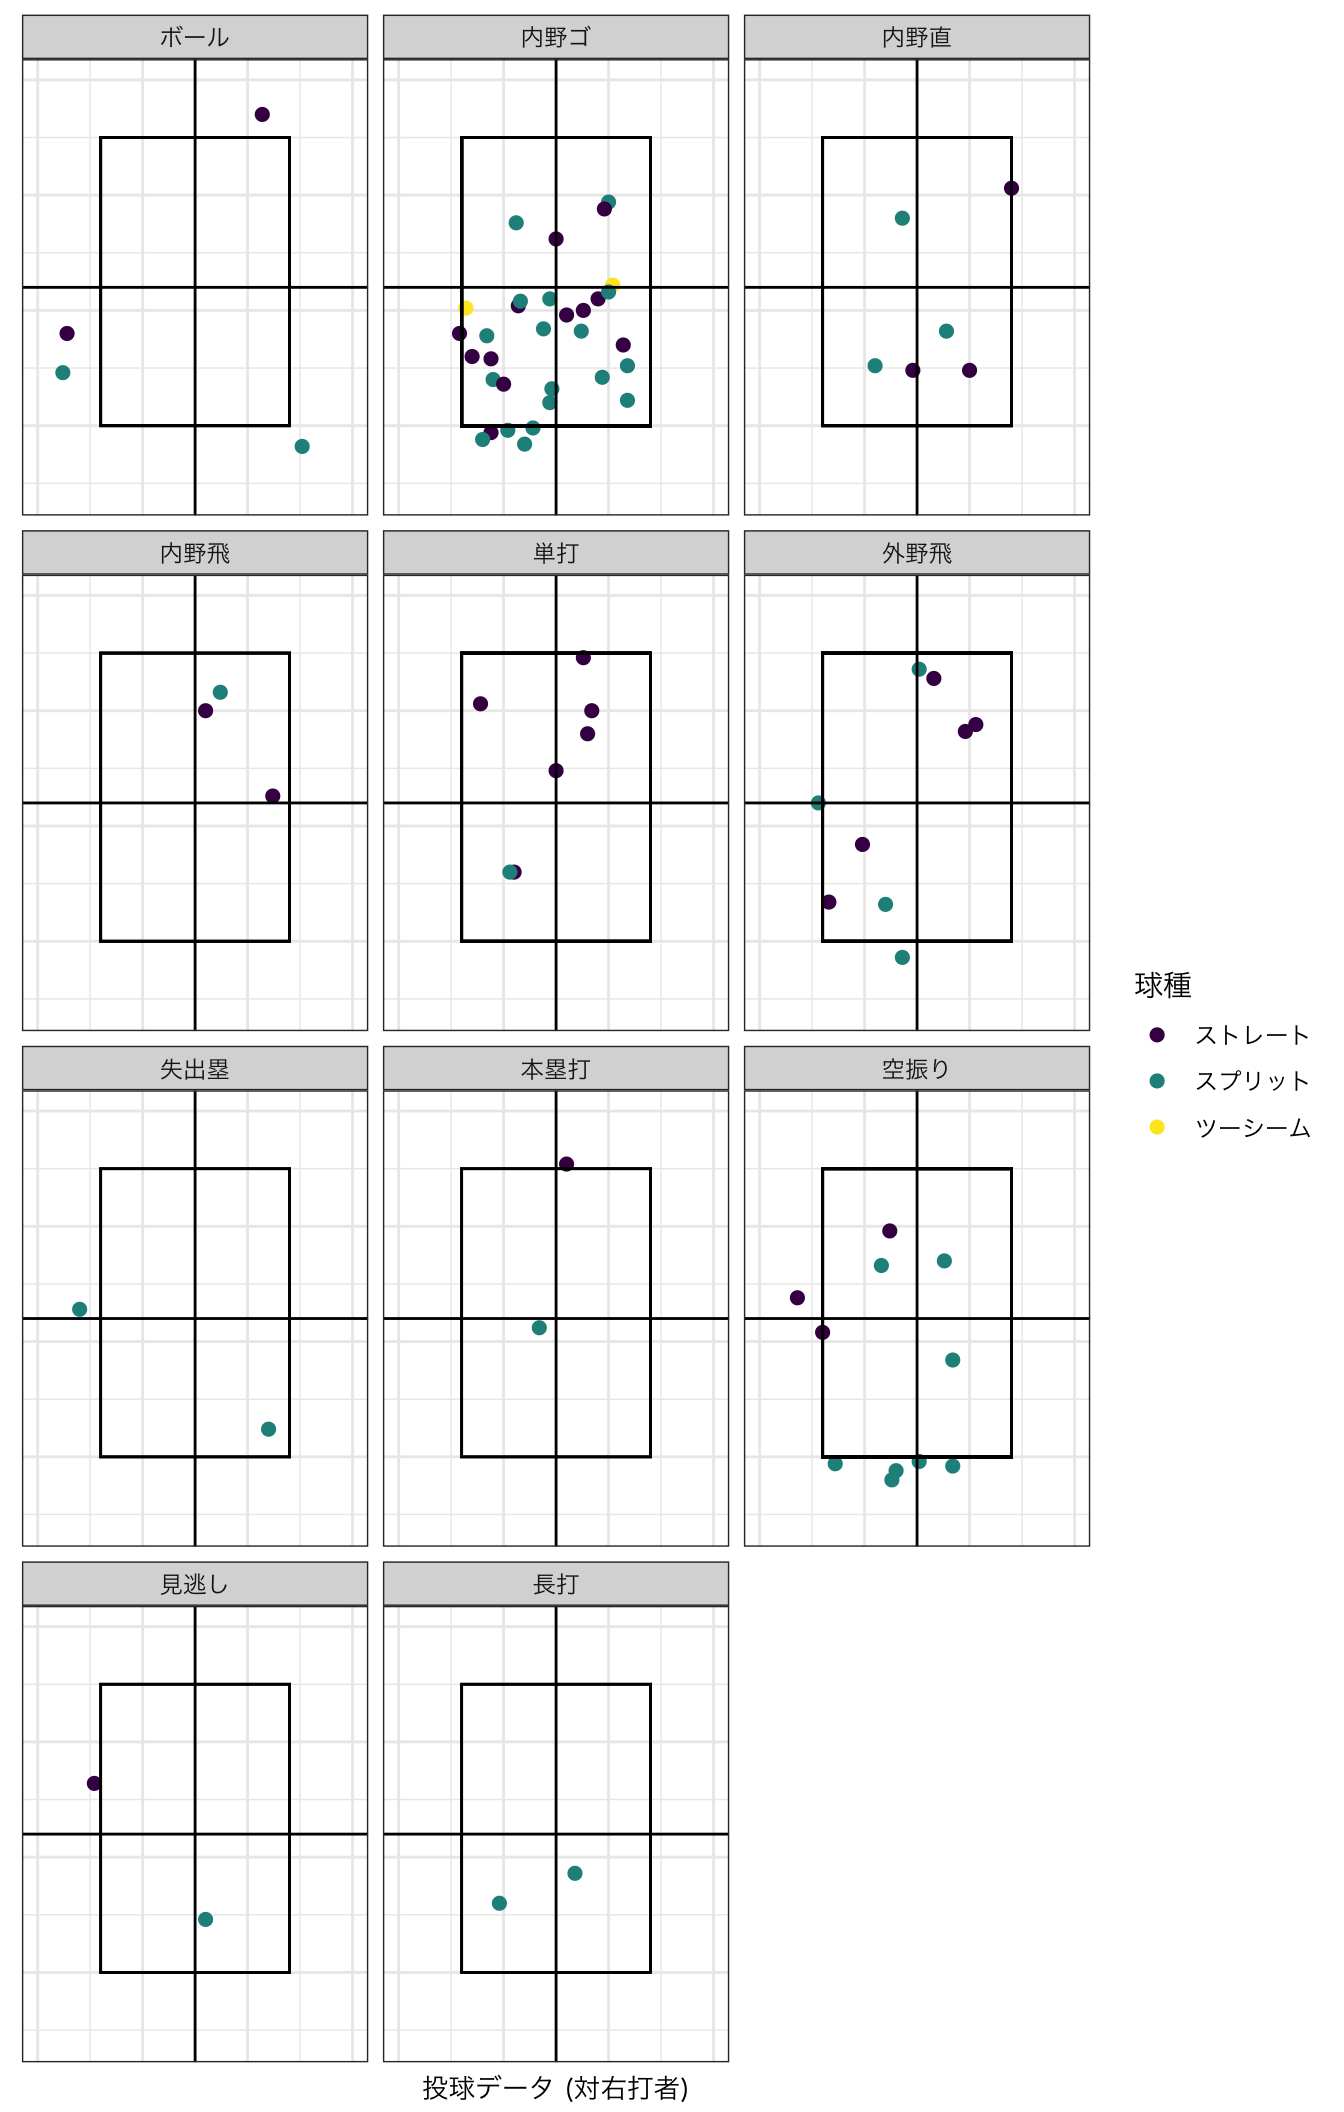 ボール
内野ゴ
内野直
内野飛
単打
外野飛
失出塁
本塁打
空振り
見逃し
長打
球種
ストレート
スプリット
ツーシーム
投球データ (対右打者)